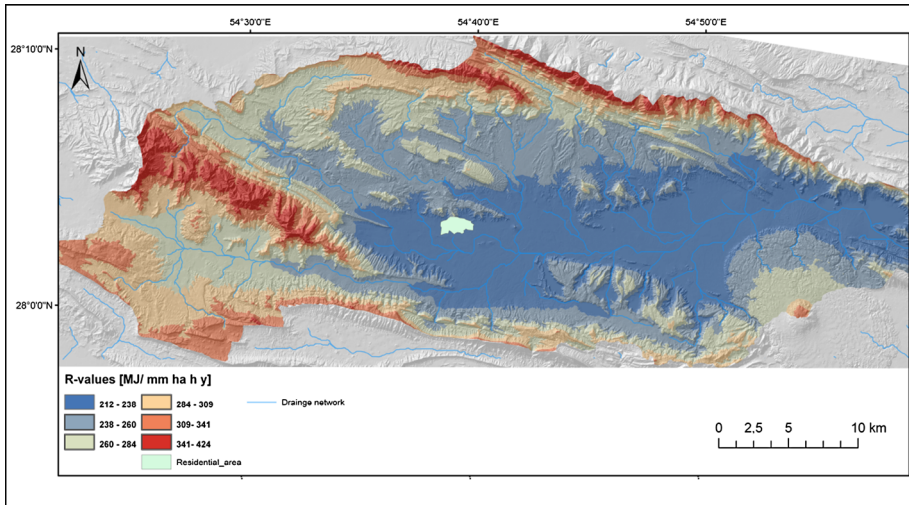 54°30'0"E 54°40'0"E 54°50'0"E
28°10'0"N
N
28°0'0"N
R-values [MJ/ mm ha h y]
212 - 238 284 - 309 Drainge network
238 - 260 309- 341
260 - 284 341- 424
Residential_area
0 2,5 5 10 km